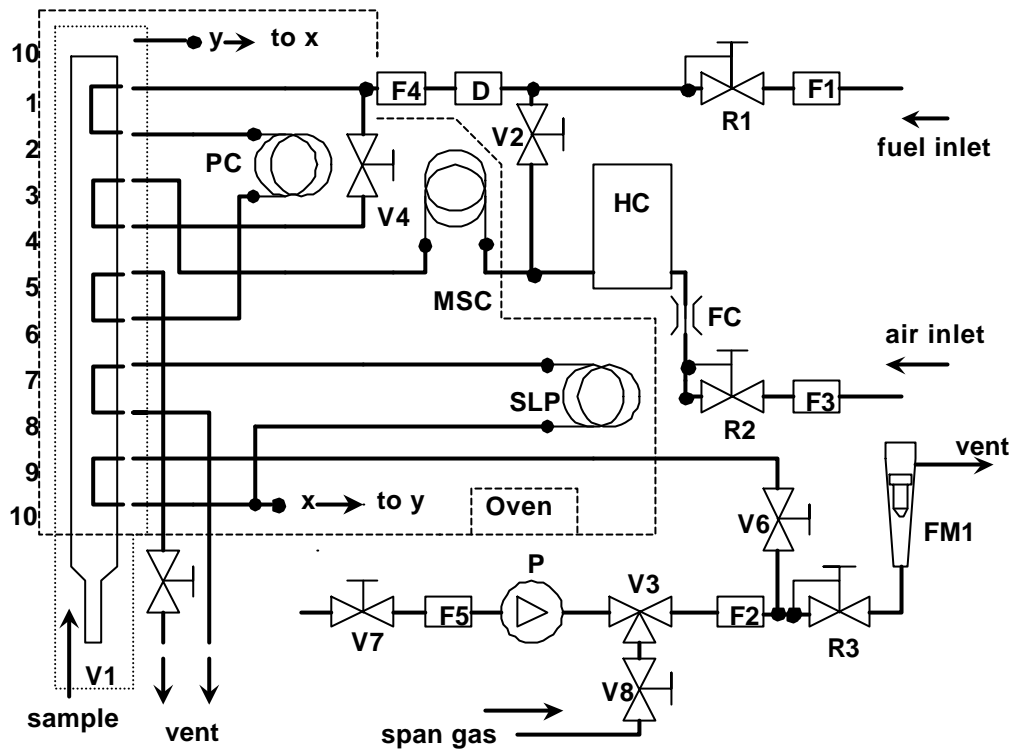 10 y to x
1 F4 D R1 F1
fuel inlet
2 PC V2
3 V4 HC
4
5 MSC FC
air inlet
6
7 SLP R2 F3
8
vent
9 x to y V6
10 Oven FM1
P V3
V7 F5 F2 R3
V1 V8
sample vent span gas